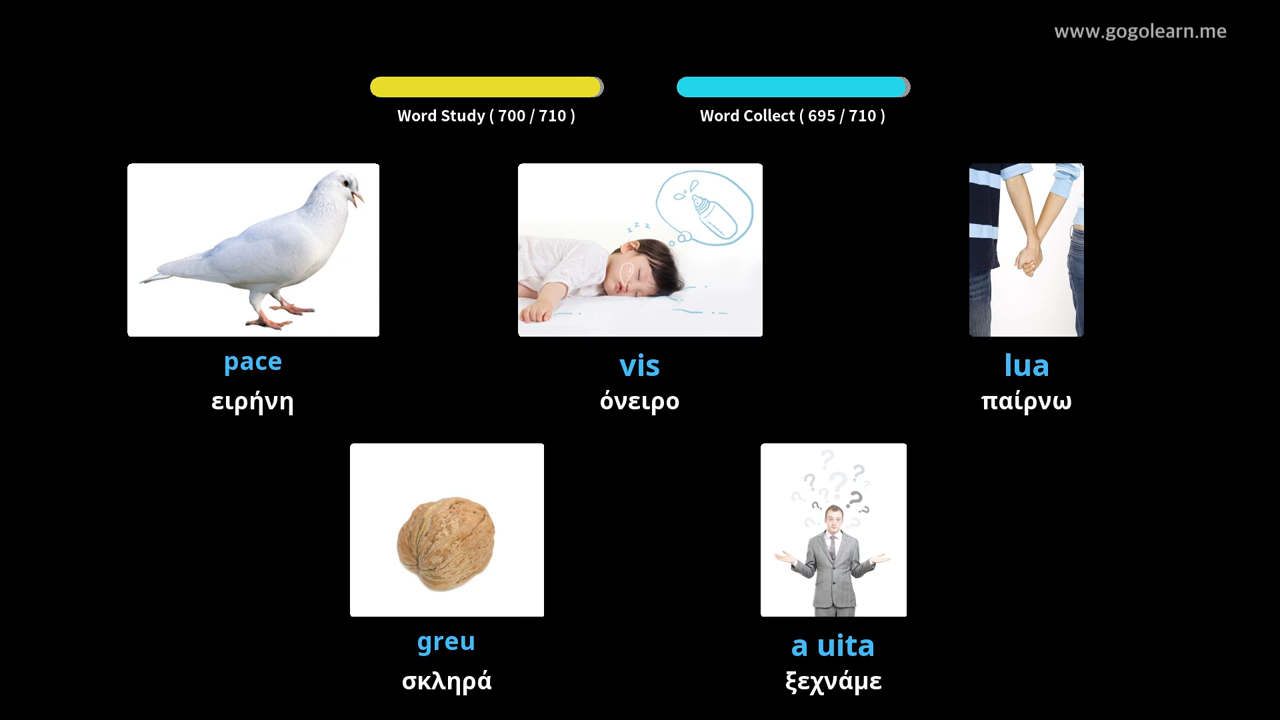 www.gogolearn.me
Word Study ( 700 / 710 )
Word Collect ( 695 / 710 )
pace
ειρήνη
vis
όνειρο
lua
παίρνω
greu
σκληρά
a uita
ξεχνάμε